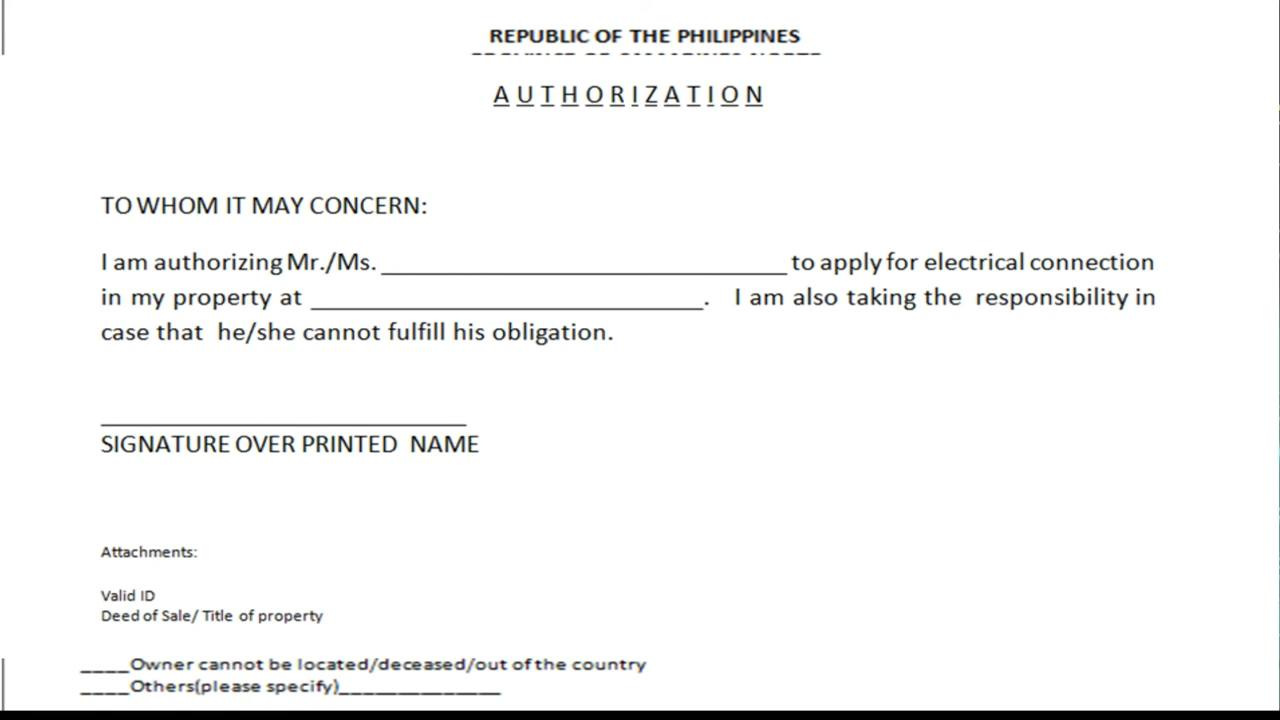 REPUBLIC OF THE PHILIPPINES
A U T H O R I Z A T I O N
TO WHOM IT MAY CONCERN:
I am authorizing Mr./Ms. ______________________________ to apply for electrical connection
in my property at _____________________________. I am also taking the responsibility in
case that he/she cannot fulfill his obligation.
___________________________
SIGNATURE OVER PRINTED NAME
Attachments:
Valid ID
Deed of Sale/ Title of property
____Owner cannot be located/deceased/out of the country
____Others(please specify)______________